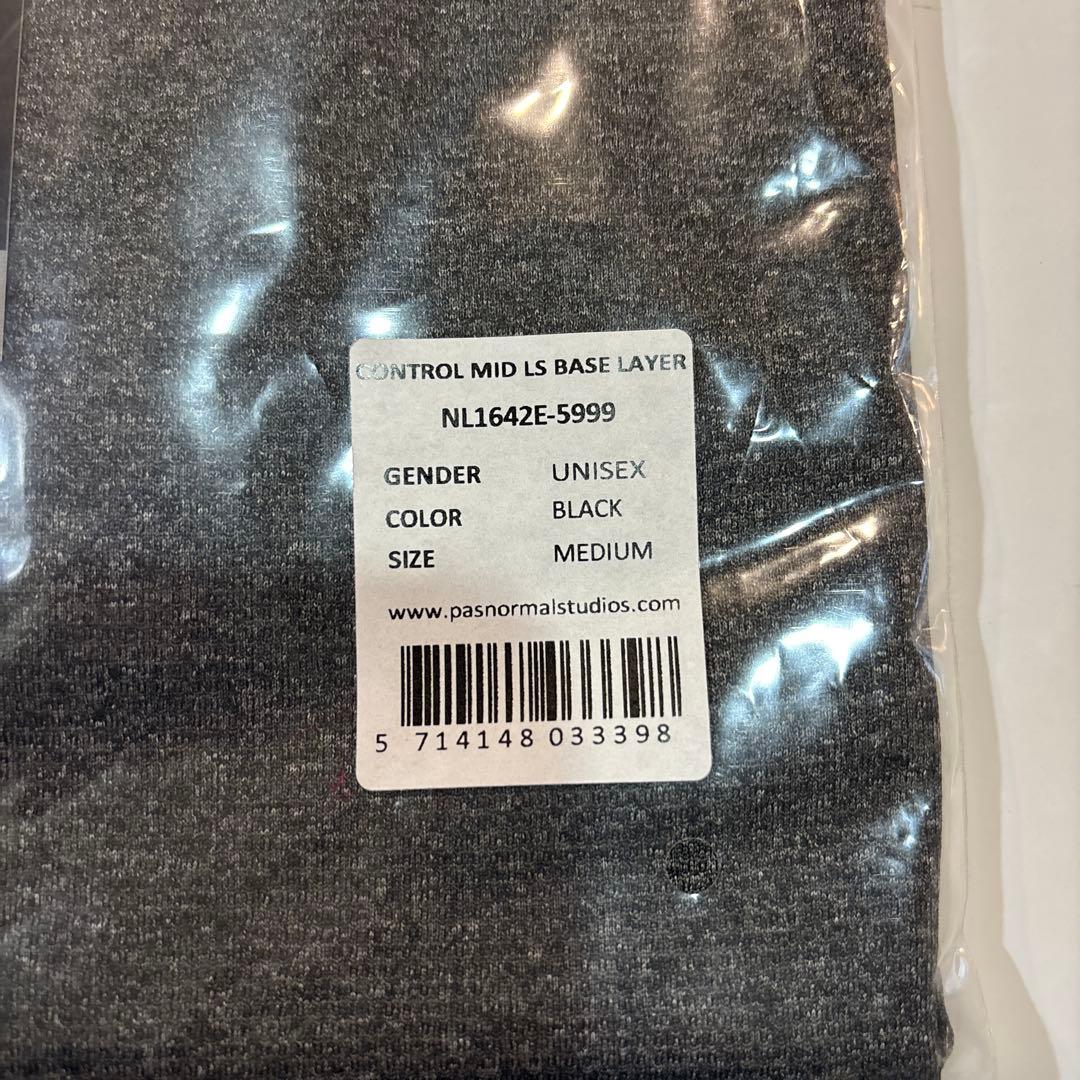 CONTROL MID LS BASE LAYER
NL1642E-5999
GENDER UNISEX
COLOR BLACK
SIZE MEDIUM
www.pasnormalstudios.com
5 714148 033398